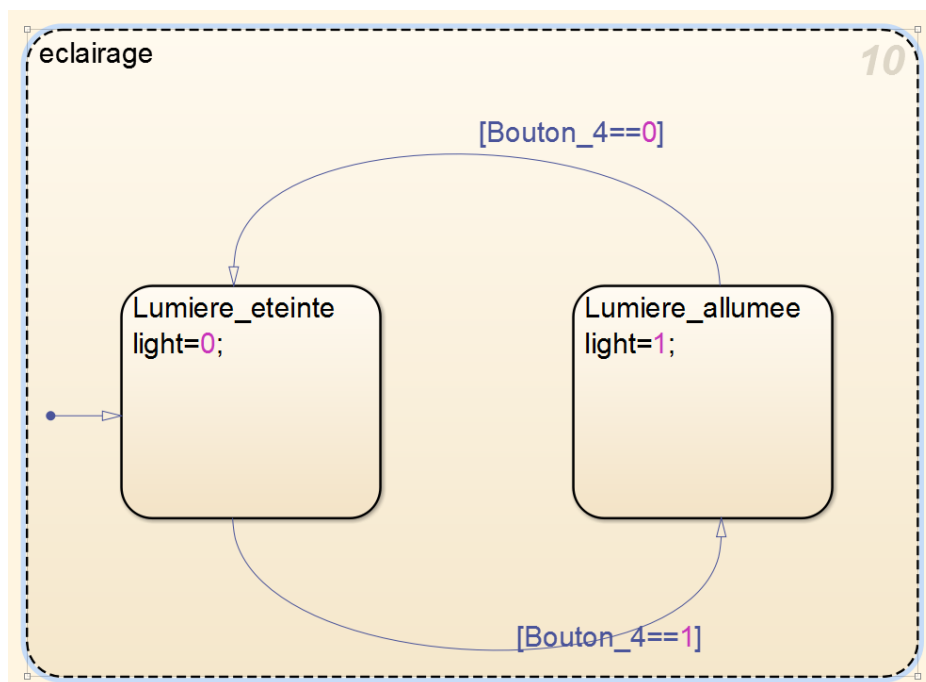 eclairage
10
[Bouton_4==0]
Lumiere_eteinte
light=0;
Lumiere_allumee
light=1;
[Bouton_4==1]